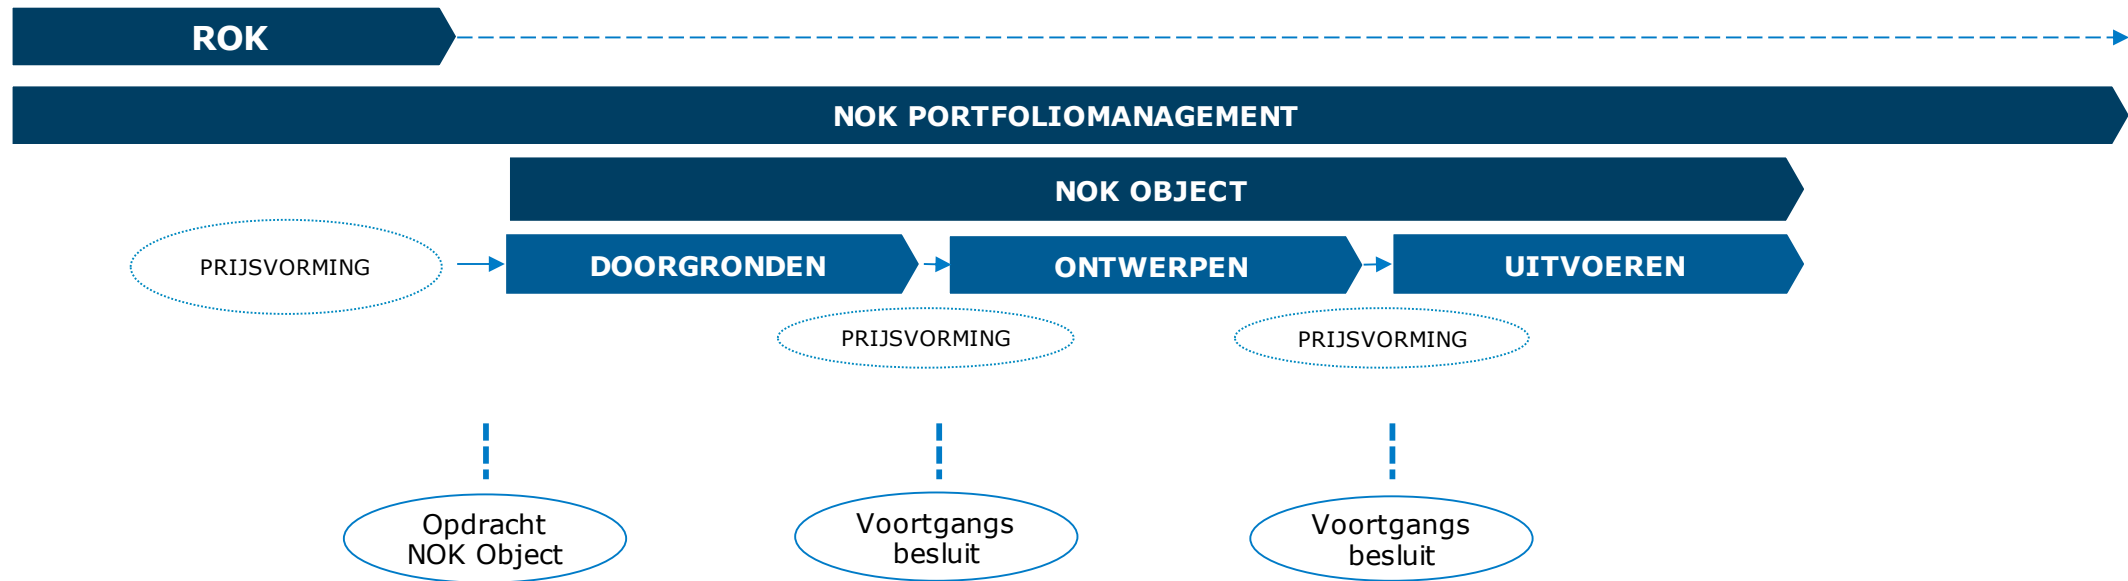 ROK
NOK PORTFOLIOMANAGEMENT
NOK OBJECT
PRIJSVORMING
DOORGRONDEN
ONTWERPEN
UITVOEREN
PRIJSVORMING
PRIJSVORMING
Opdracht
NOK Object
Voortgangs
besluit
Voortgangs
besluit